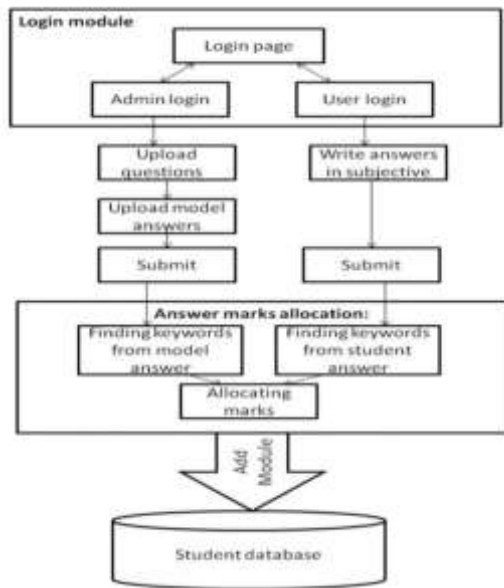 Login module
Login page
Admin login
User login
Upload
questions
Write answers
in subjective
Upload model
answers
Submit
Submit
Answer marks allocation:
Finding keywords
from model
answer
Finding keywords
from student
answer
Allocating
marks
Add
Module
Student database